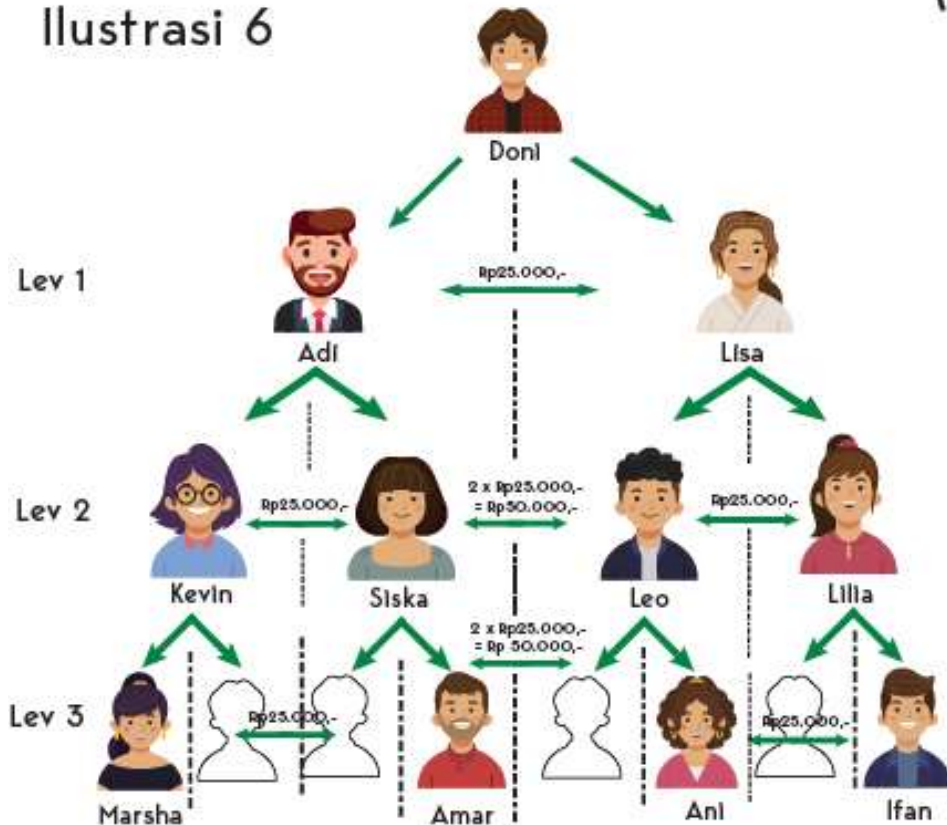 Ilustrasi 6
Doni
Lev 1
Rp25.000,-
Adi
Lisa
Lev 2
Rp25.000,-
2 x Rp25.000,-
= Rp50.000,-
Rp25.000,-
Kevin
Siska
Leo
Lilia
2 x Rp25.000,-
= Rp 50.000,-
Lev 3
Rp25.000,-
Rp25.000,-
Marsha
Amar
Ani
Ifan